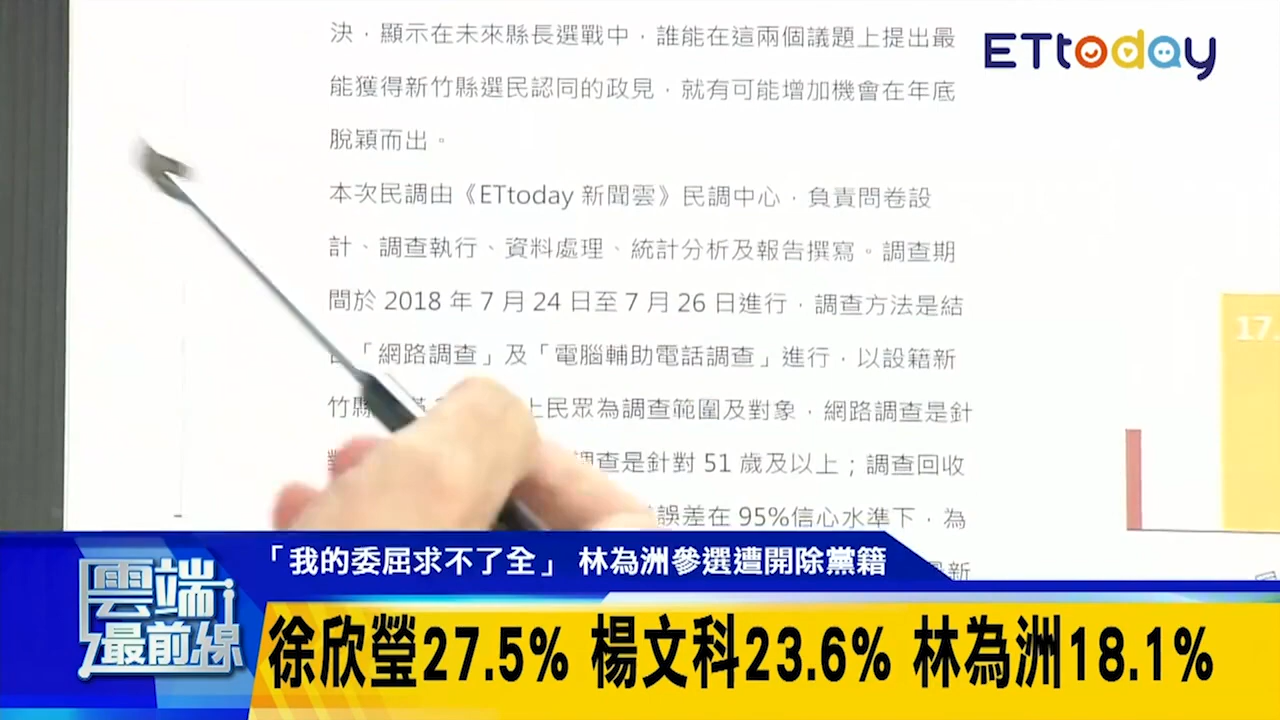 決，顯示在未來縣長選戰中，誰能在這兩個議題上提出最
ETtoday
能獲得新竹縣選民認同的政見，就有可能增加機會在年底
脫穎而出。
本次民調由《ETtoday 新聞雲》民調中心，負責問卷設
計、調查執行、資料處理、統計分析及報告撰寫。調查期
間於 2018 年 7 月 24 日至 7 月 26 日進行，調查方法是結
「網路調查」及「電腦輔助電話調查」進行，以設籍新
17.
竹縣 上民眾為調查範圍及對象，網路調查是針
調查是針對 51 歲及以上；調查回收
誤差在 95%信心水準下，為
新
「我的委屈求不了全」 林為洲參選遭開除黨籍
雲端
最前線
徐欣瑩27.5% 楊文科23.6% 林為洲18.1%